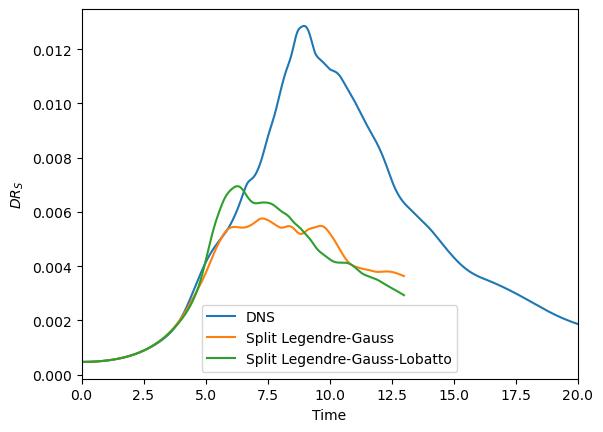 0.012
0.010
0.008
0.006
0.004
0.002
0.000
DR_S
DNS
Split Legendre-Gauss
Split Legendre-Gauss-Lobatto
0.0 2.5 5.0 7.5 10.0 12.5 15.0 17.5 20.0
Time